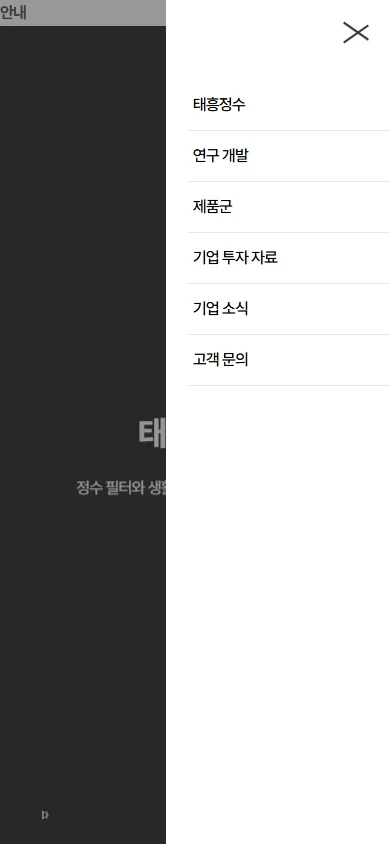 안내
태흥정수
연구 개발
제품군
기업 투자 자료
기업 소식
고객 문의
태
정수 필터와 생활